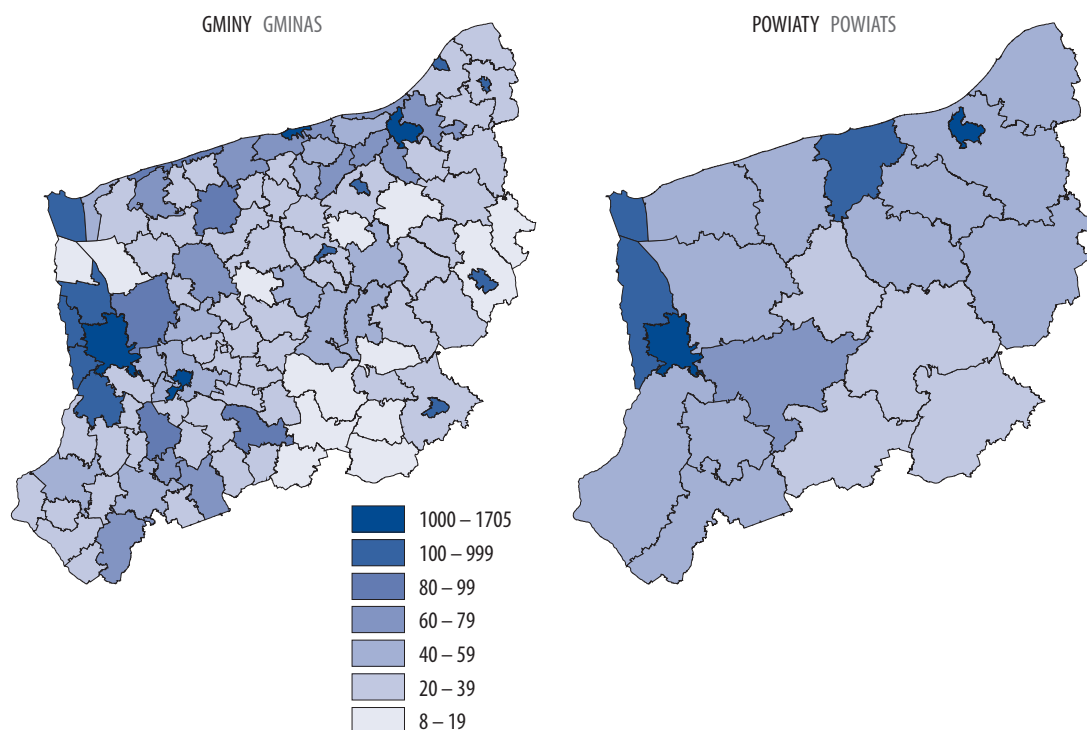 GMINY GMINAS
POWIATY POWIATS
1000 – 1705
100 – 999
80 – 99
60 – 79
40 – 59
20 – 39
8 – 19